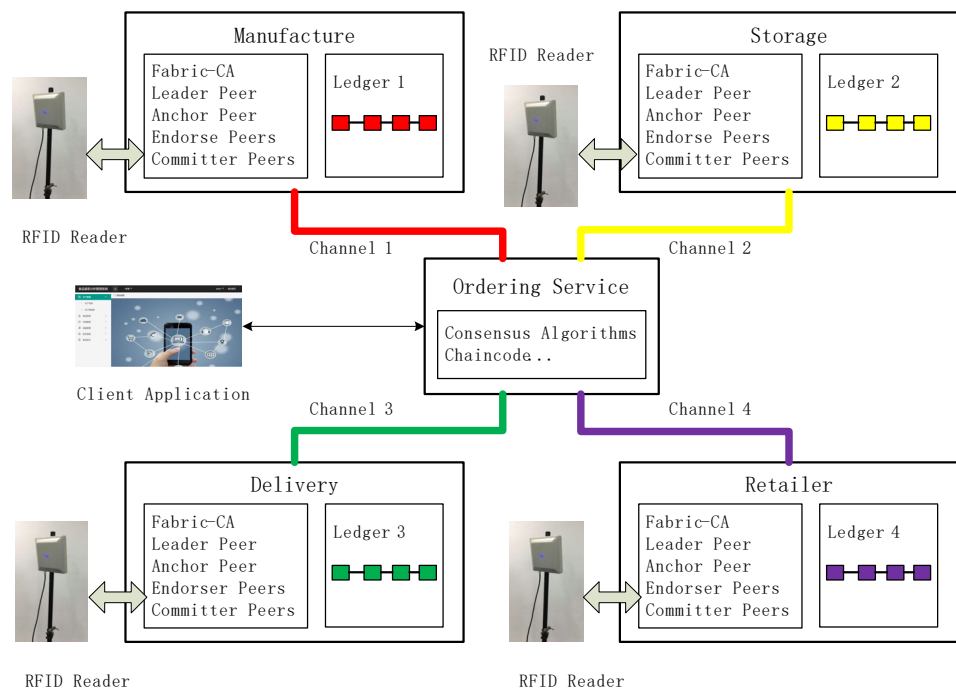 Manufacture
Fabric-CA
Leader Peer
Anchor Peer
Endorse Peers
Committer Peers
Ledger 1
RFID Reader
Storage
RFID Reader
Fabric-CA
Leader Peer
Anchor Peer
Endorse Peers
Committer Peers
Ledger 2
Channel 1
Channel 2
Ordering Service
Consensus Algorithms
Chaincode...
Client Application
Channel 3
Channel 4
Delivery
Fabric-CA
Leader Peer
Anchor Peer
Endorser Peers
Committer Peers
Ledger 3
RFID Reader
Retailer
Fabric-CA
Leader Peer
Anchor Peer
Endorser Peers
Committer Peers
Ledger 4
RFID Reader